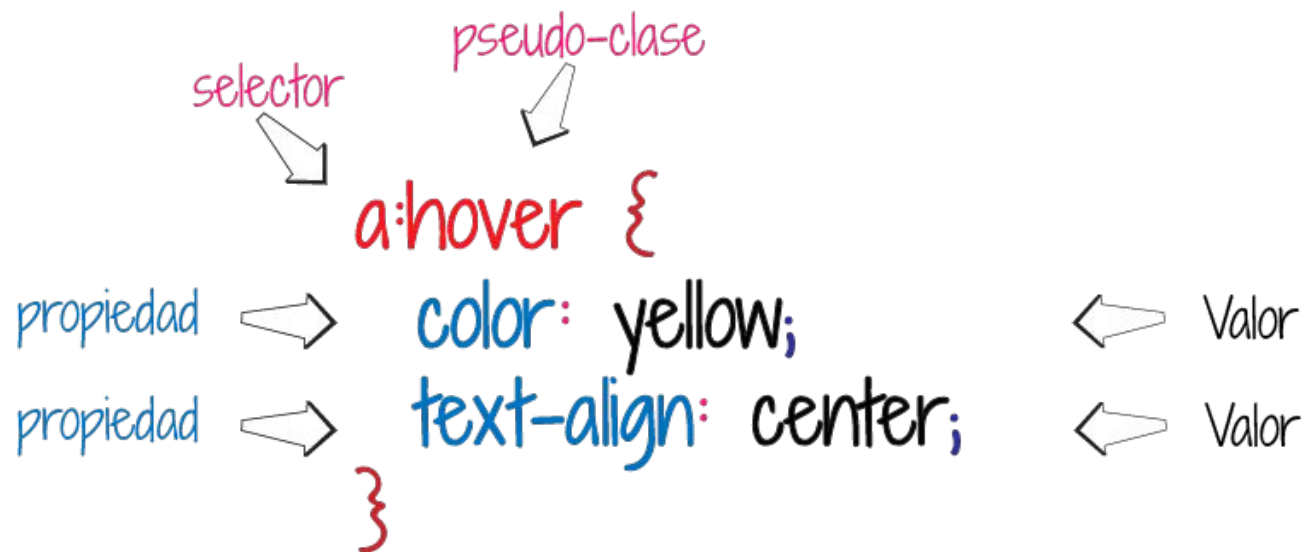 pseudo-clase
selector
a:hover {
propiedad color: yellow; Valor
propiedad text-align: center; Valor
}